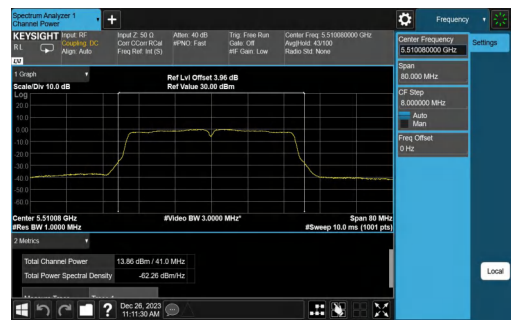 Spectrum Analyzer 1
Channel Power
+
Frequency
KEYSIGHT
RL
Input: RF
Coupling: DC
Align: Auto
Input Z: 50 Ω
Corr CCorr RCal
Freq Ref: Int (S)
Atten: 40 dB
#PNO: Fast
Trig: Free Run
Gate: Off
#IF Gain: Low
Center Freq: 5.510080000 GHz
Avg|Hold: 43/100
Radio Std: None
LW
Center Frequency
5.510080000 GHz
Settings
Span
80.000 MHz
CF Step
8.000000 MHz
Auto
Man
Freq Offset
0 Hz
Local
1 Graph
Scale/Div 10.0 dB
Ref Lvl Offset 3.96 dB
Ref Value 30.00 dBm
Log
20.0
10.0
0.00
-10.0
-20.0
-30.0
-40.0
-50.0
-60.0
Center 5.51008 GHz
#Res BW 1.0000 MHz
#Video BW 3.0000 MHz*
Span 80 MHz
#Sweep 10.0 ms (1001 pts)
2 Metrics
Total Channel Power 13.86 dBm / 41.0 MHz
Total Power Spectral Density -62.26 dBm/Hz
?
Dec 26, 2023
11:11:30 AM